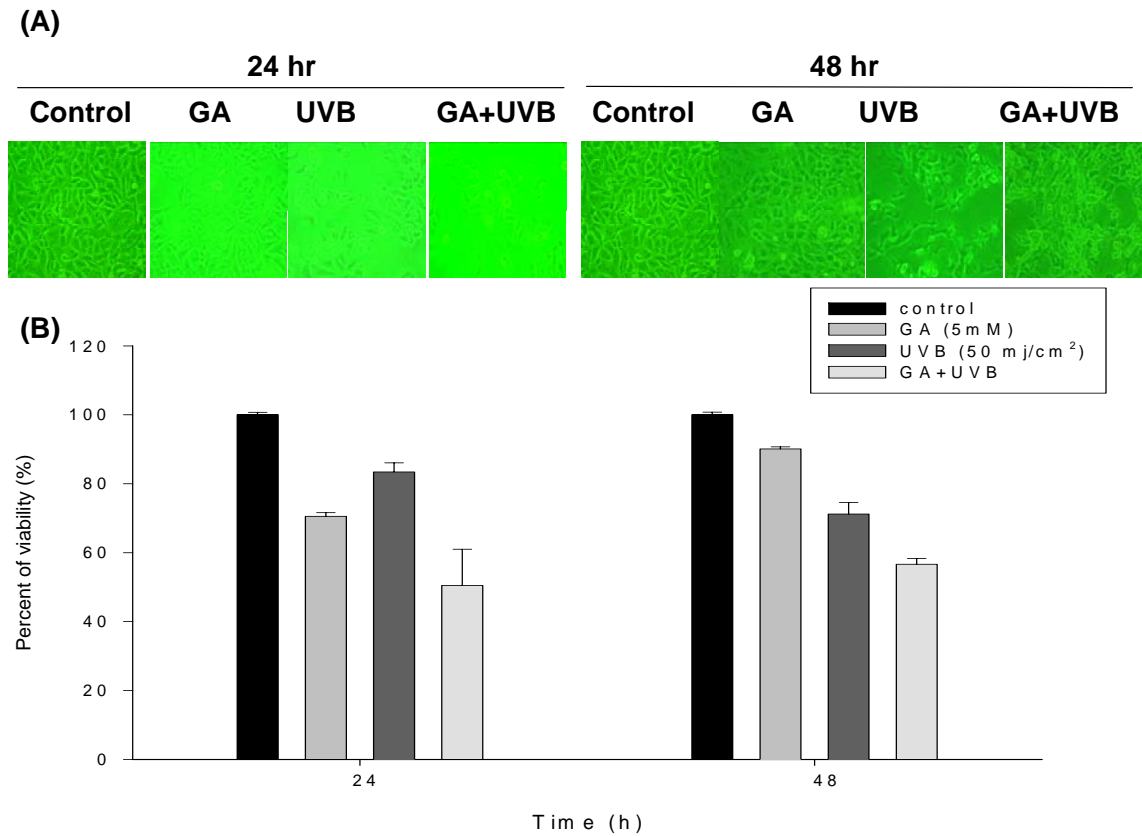 (A)
24 hr
48 hr
Control GA UVB GA+UVB
Control GA UVB GA+UVB
(B)
control
GA (5mM)
UVB (50 mj/cm²)
GA+UVB
Percent of viability (%)
120
100
80
60
40
20
0
24
48
Time (h)